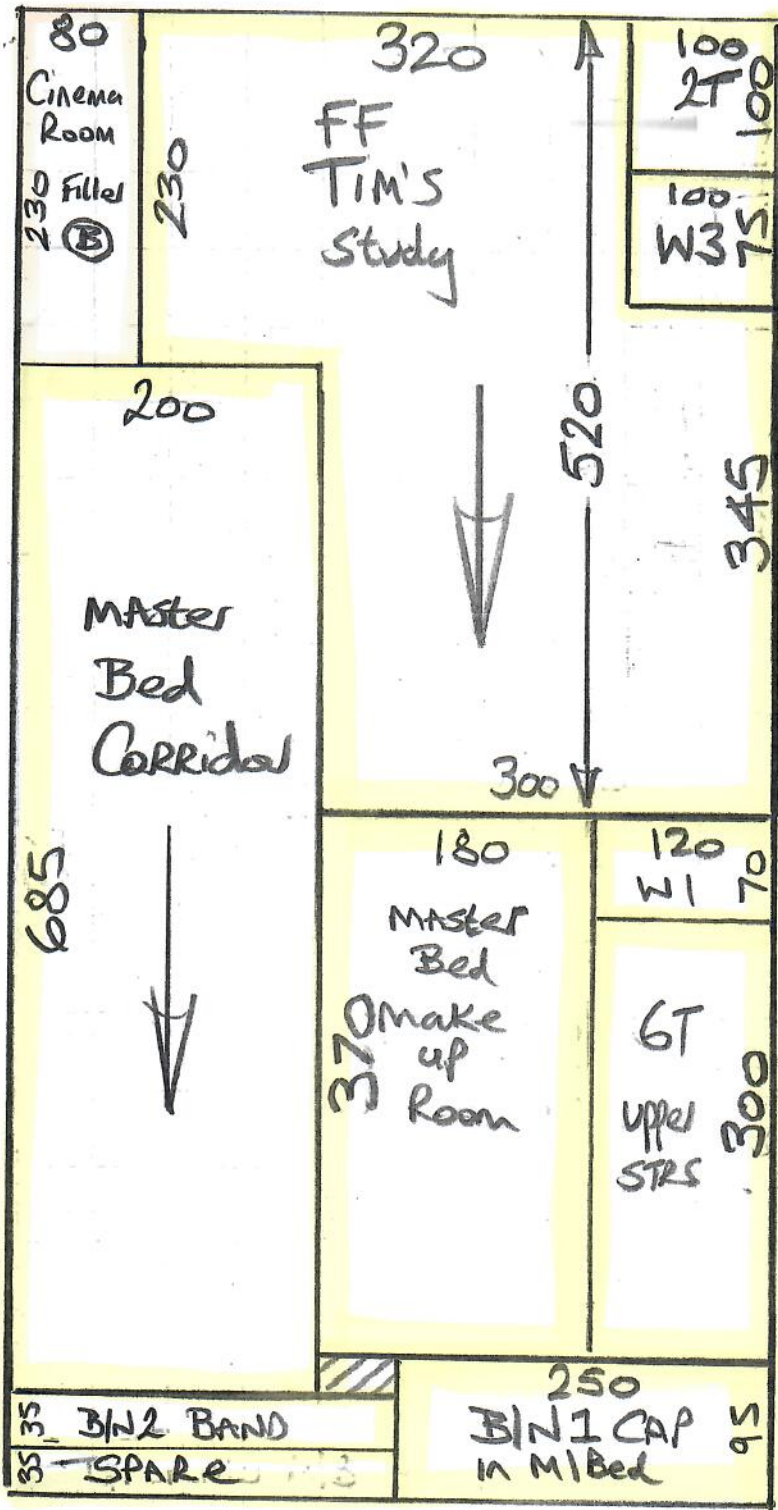 80
Cinema
Room
230 Filler
B
320
230
FF
TIM'S
Study
520
100
2T
100
100
W3
75
345
300
200
MAster
Bed
CORRidor
685
180
MAster
Bed
Make
up
Room
370
120
W1
70
6T
upper
STRS
300
35
B/N2 BAND
35
SPARe
250
B/N1 CAP
in M/Bed
95